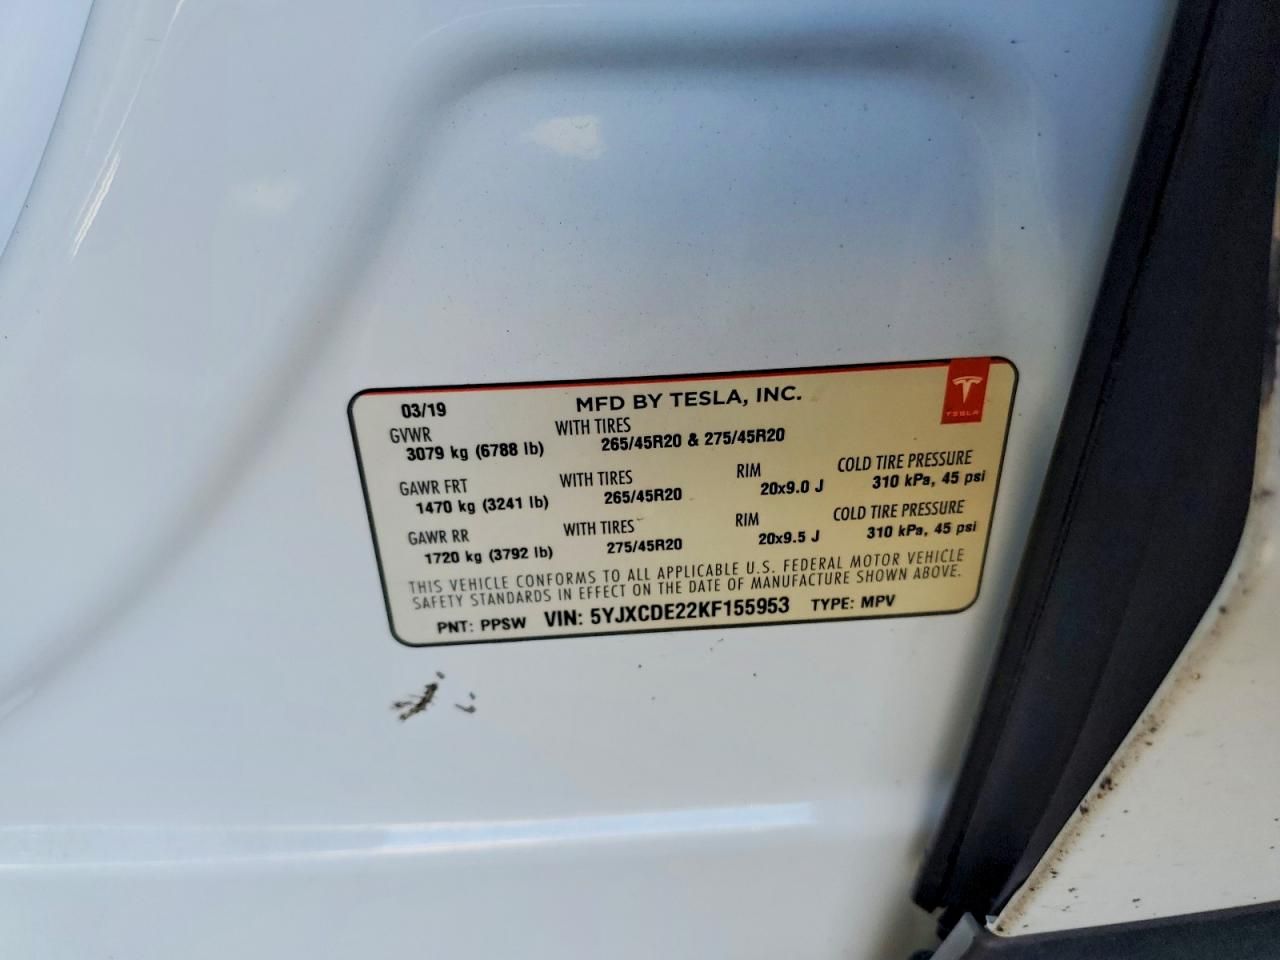 03/19 MFD BY TESLA, INC.
GVWR WITH TIRES
3079 kg (6788 lb) 265/45R20 & 275/45R20
TESLA
GAWR FRT WITH TIRES RIM COLD TIRE PRESSURE
1470 kg (3241 lb) 265/45R20 20x9.0 J 310 kPa, 45 psi
GAWR RR WITH TIRES RIM COLD TIRE PRESSURE
1720 kg (3792 lb) 275/45R20 20x9.5 J 310 kPa, 45 psi
THIS VEHICLE CONFORMS TO ALL APPLICABLE U.S. FEDERAL MOTOR VEHICLE
SAFETY STANDARDS IN EFFECT ON THE DATE OF MANUFACTURE SHOWN ABOVE.
PNT: PPSW VIN: 5YJXCDE22KF155953 TYPE: MPV